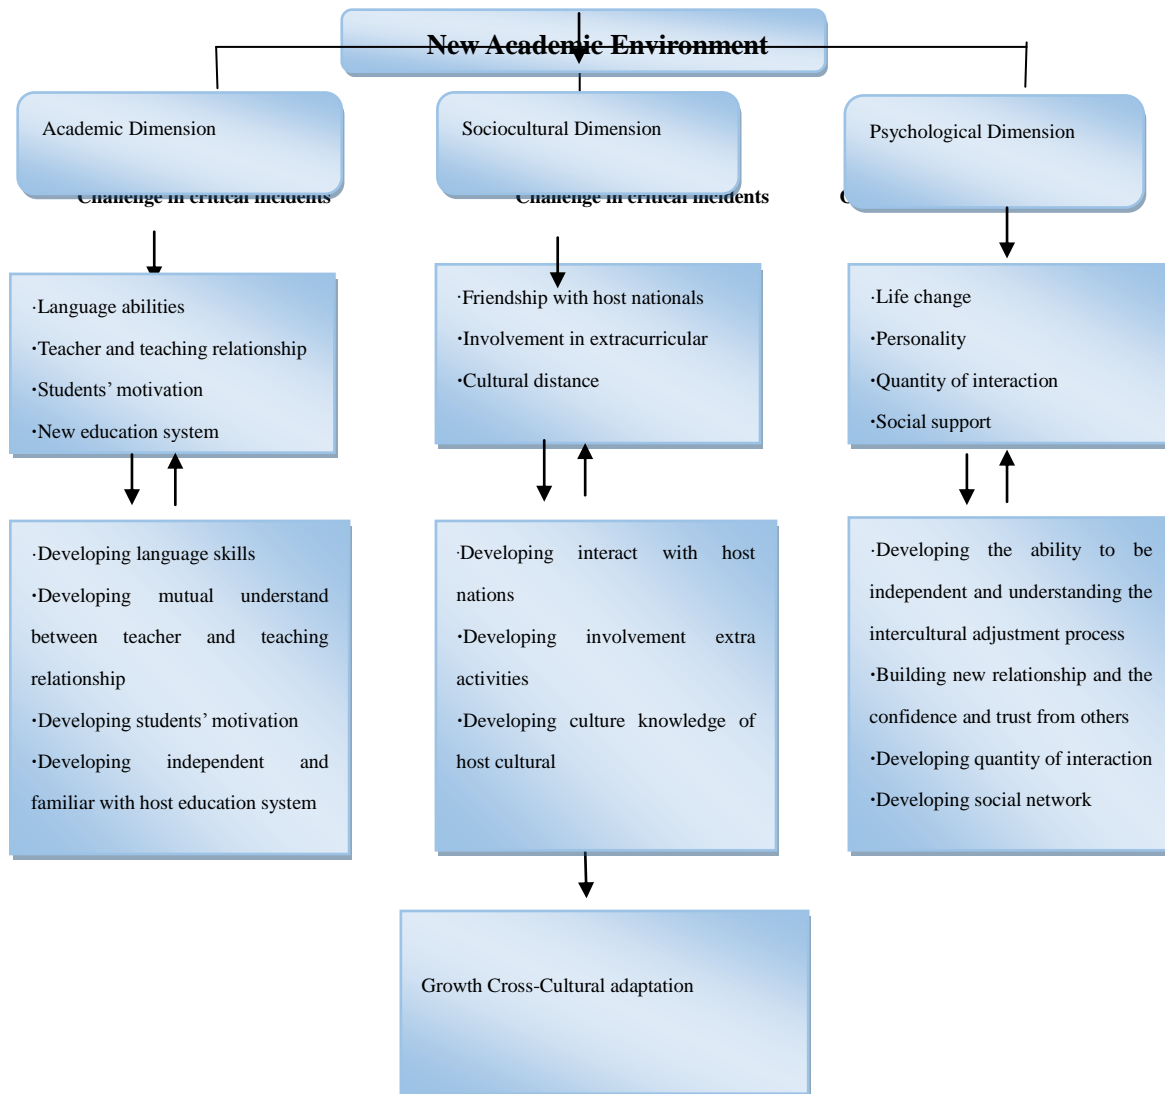 New Academic Environment
Academic Dimension
Sociocultural Dimension
Psychological Dimension
Challenge in critical incidents
Challenge in critical incidents
·Language abilities
·Teacher and teaching relationship
·Students’ motivation
·New education system
·Friendship with host nationals
·Involvement in extracurricular
·Cultural distance
·Life change
·Personality
·Quantity of interaction
·Social support
·Developing language skills
·Developing mutual understand
between teacher and teaching
relationship
·Developing students’ motivation
·Developing independent and
familiar with host education system
·Developing interact with host
nations
·Developing involvement extra
activities
·Developing culture knowledge of
host cultural
·Developing the ability to be
independent and understanding the
intercultural adjustment process
·Building new relationship and the
confidence and trust from others
·Developing quantity of interaction
·Developing social network
Growth Cross-Cultural adaptation